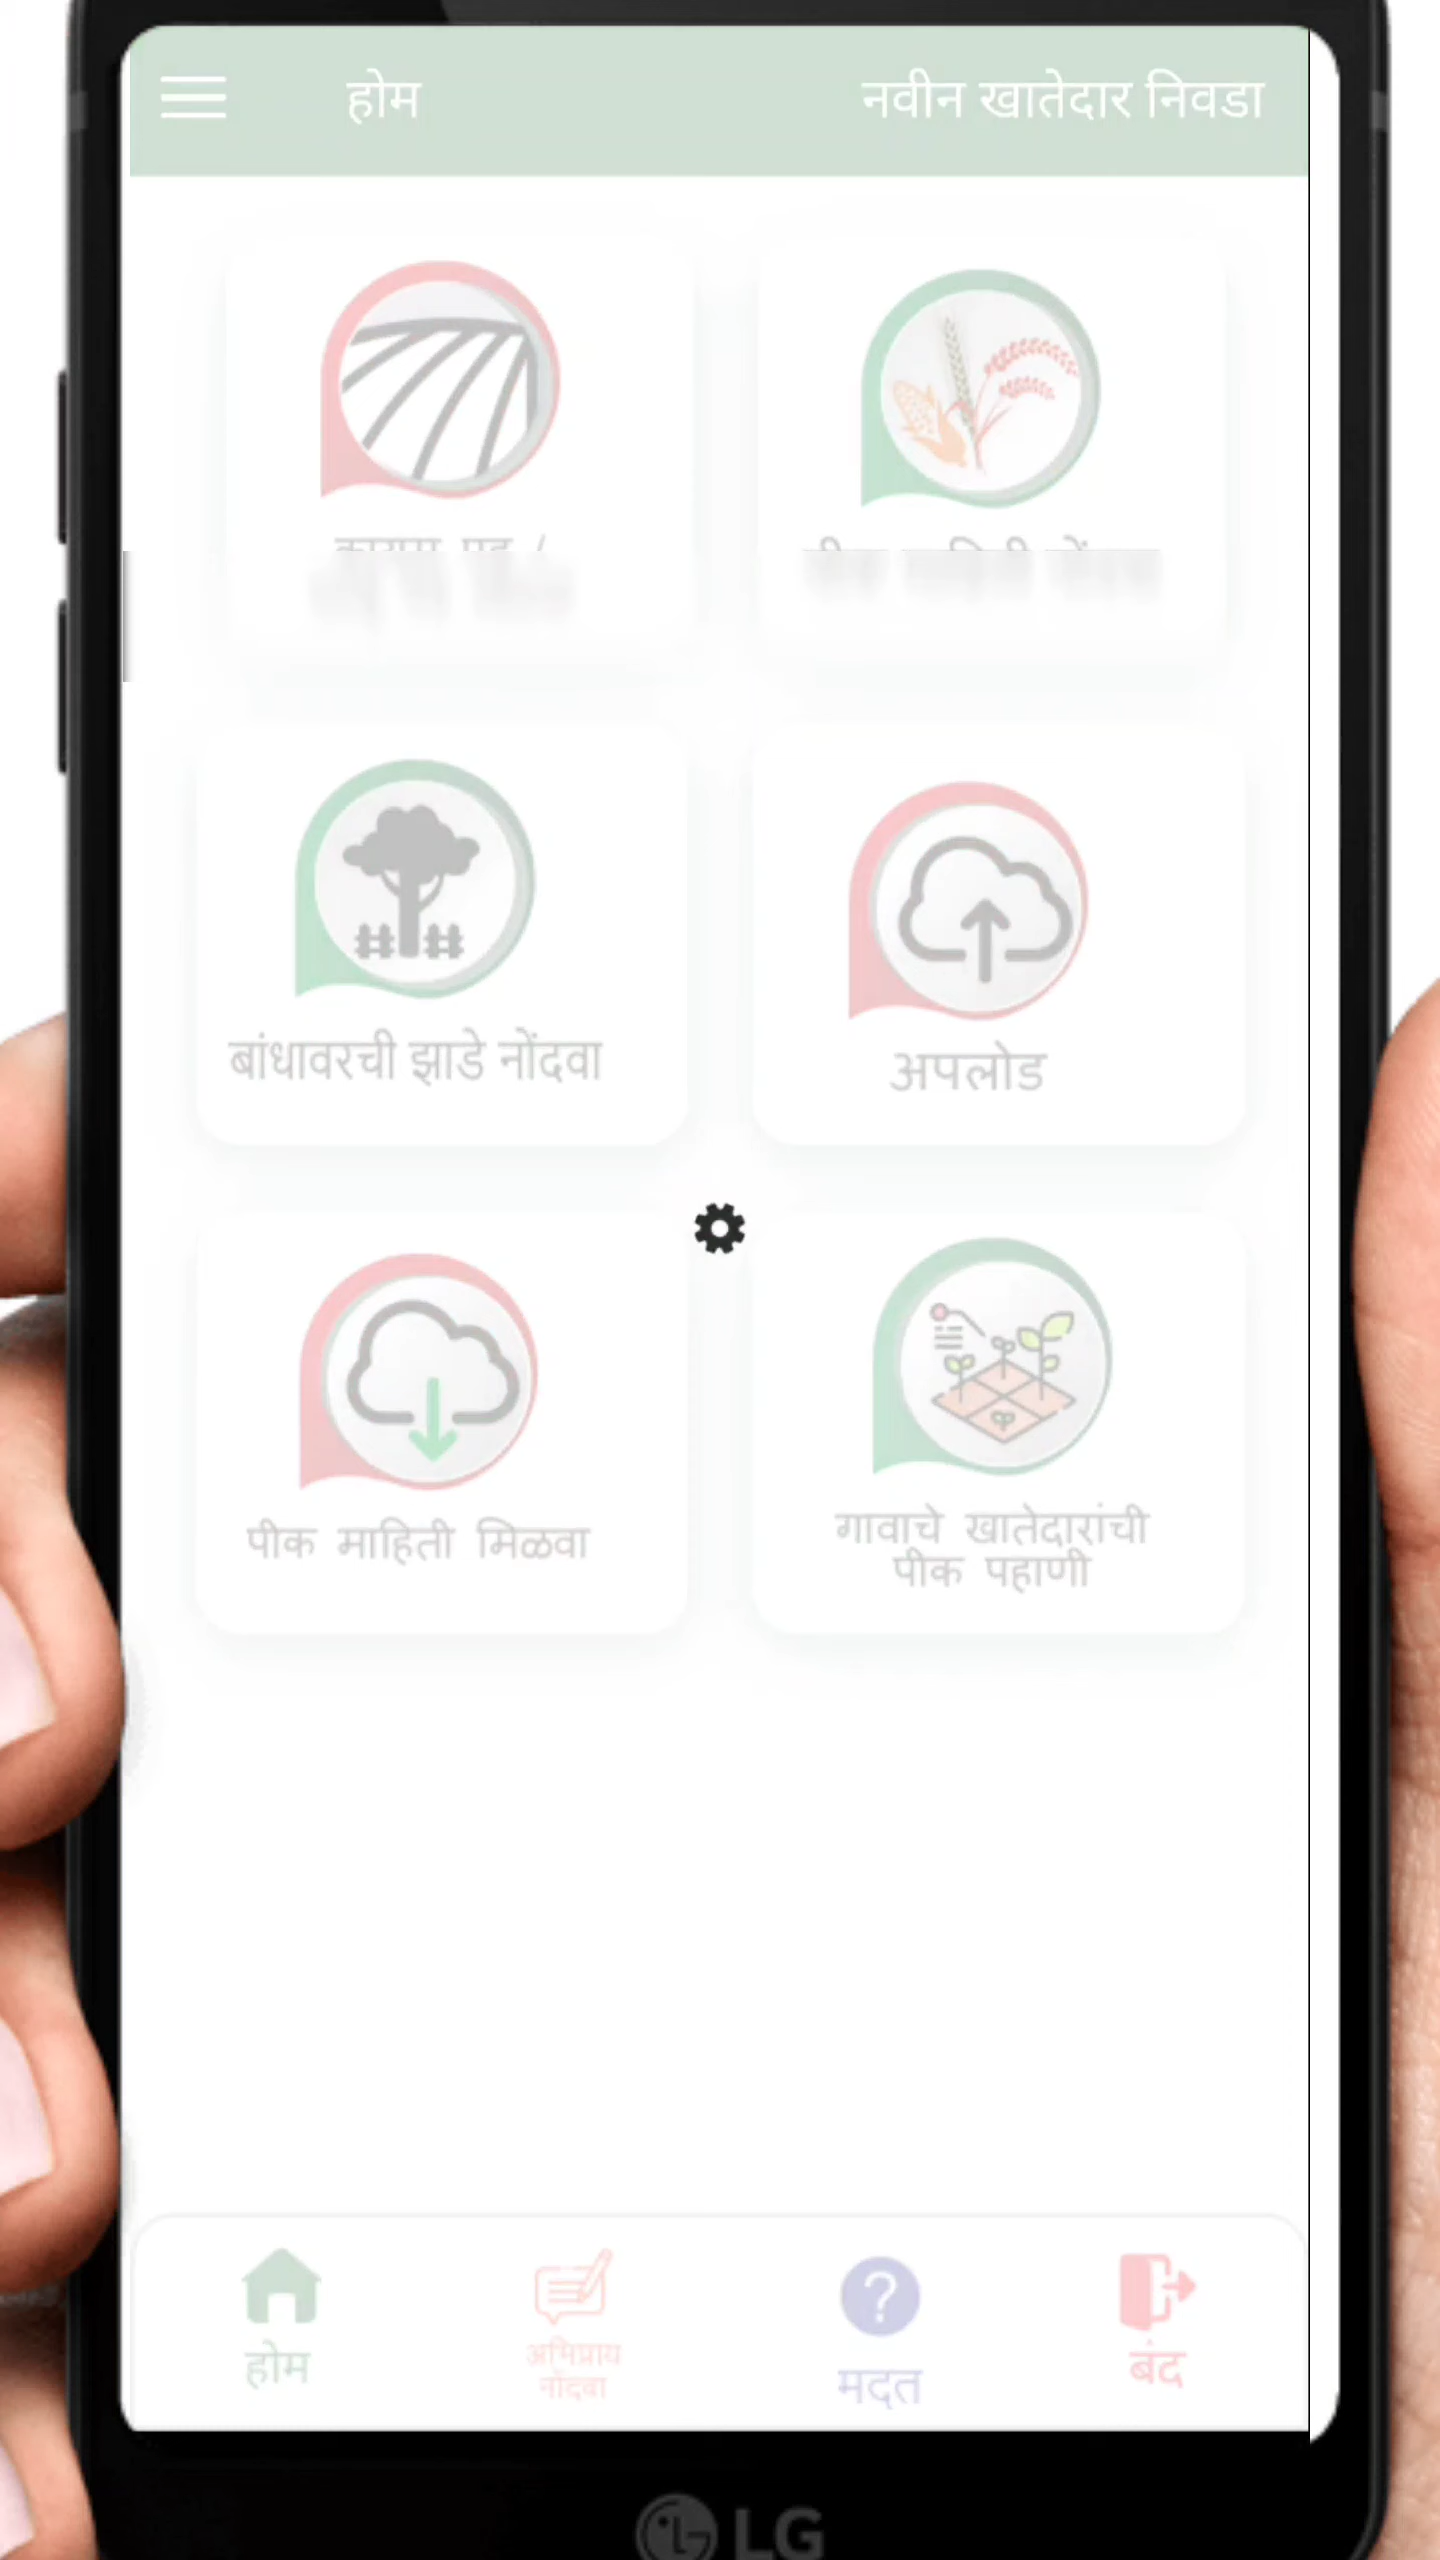 होम
नवीन खातेदार निवडा
बांधावरची झाडे नोंदवा
अपलोड
पीक माहिती मिळवा
गावाचे खातेदारांची
पीक पहाणी
होम
अभिप्राय
नोंदवा
मदत
बंद
LG